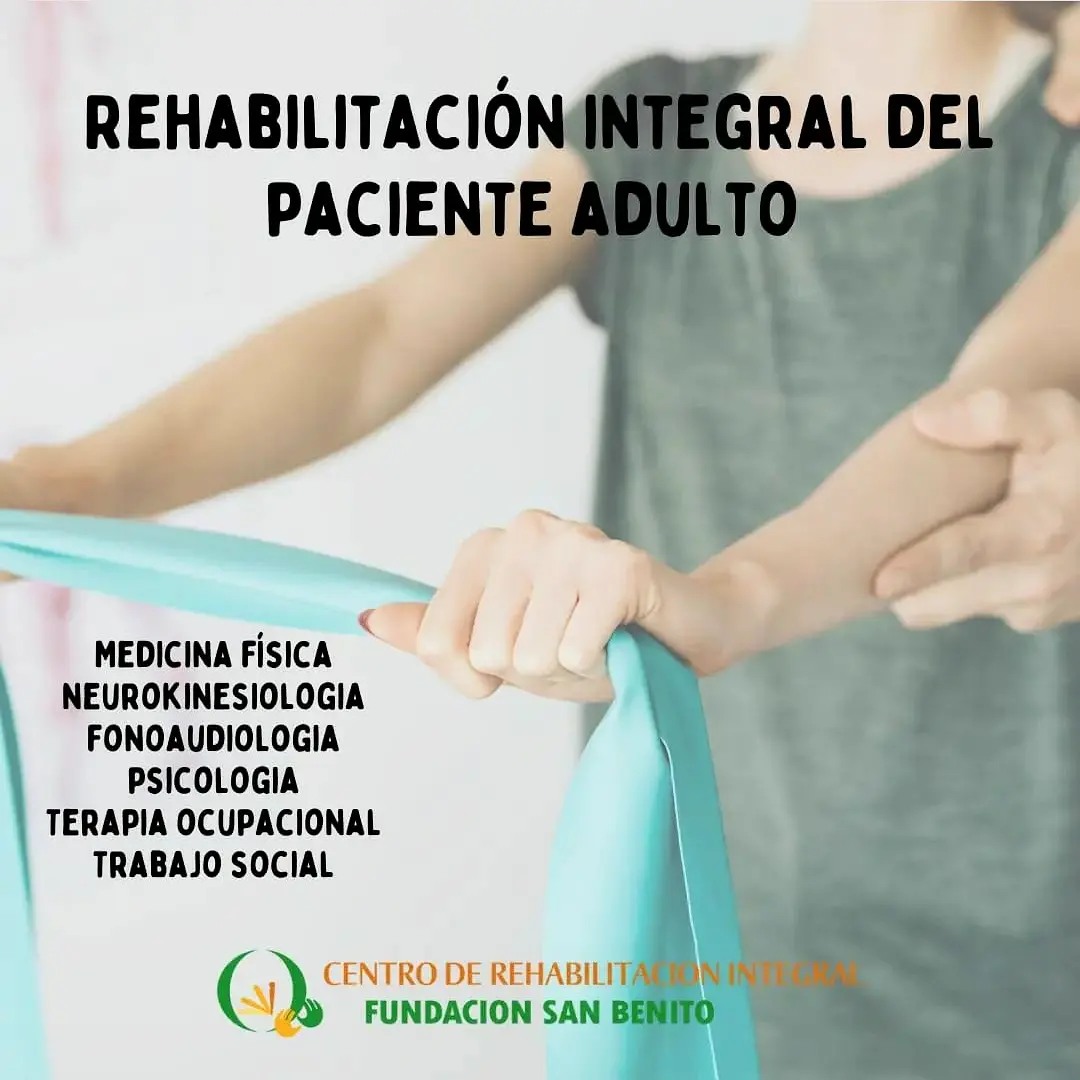 REHABILITACIÓN INTEGRAL DEL
PACIENTE ADULTO
MEDICINA FÍSICA
NEUROKINESIOLOGIA
FONOAUDIOLOGIA
PSICOLOGIA
TERAPIA OCUPACIONAL
TRABAJO SOCIAL
CENTRO DE REHABILITACION INTEGRAL
FUNDACION SAN BENITO